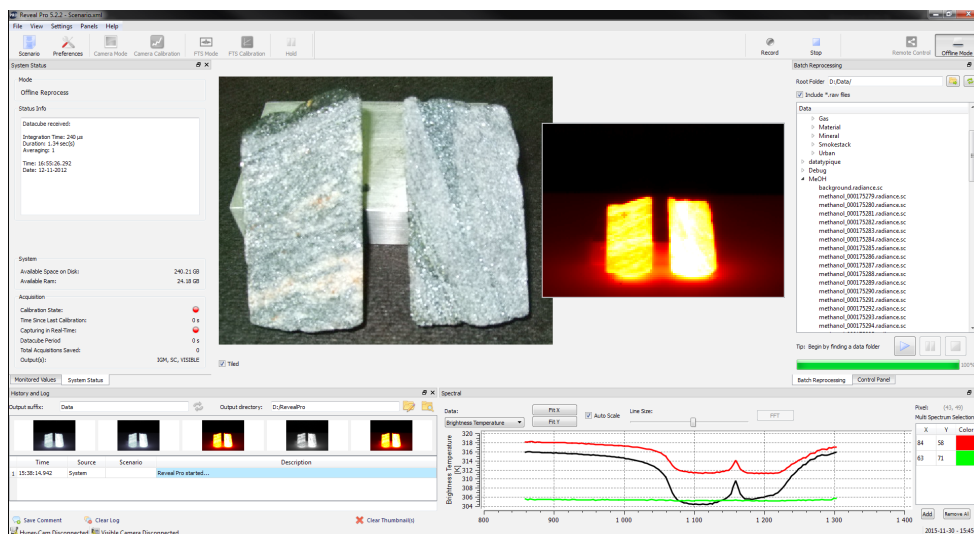 Reveal Pro 5.2.2 - Scenario.xml
File View Settings Panels Help
Scenario Preferences Camera Mode Camera Calibration FTS Mode FTS Calibration Hold Record Stop Remote Control Offline Mode
System Status
Mode
Offline Reprocess
Status Info
Datacube received:
Integration Time: 240 µs
Duration: 1.34 sec(s)
Averaging: 1
Time: 16:55:26.292
Date: 12-11-2012
System
Available Space on Disk: 240.21 GB
Available Ram: 24.18 GB
Acquisition
Calibration State:
Time Since Last Calibration: 0 s
Capturing in Real-Time:
Datacube Period 0 s
Total Acquisitions Saved: 0
Output(s): IGM, SC, VISIBLE
Monitored Values System Status
Tiled
Batch Reprocessing
Root Folder D:/Data/
Include *.raw files
Data
Gas
Material
Mineral
Smokestack
Urban
datatypique
Debug
MeOH
background.radiance.sc
methanol_000175279.radiance.sc
methanol_000175280.radiance.sc
methanol_000175281.radiance.sc
methanol_000175282.radiance.sc
methanol_000175283.radiance.sc
methanol_000175284.radiance.sc
methanol_000175285.radiance.sc
methanol_000175286.radiance.sc
methanol_000175287.radiance.sc
methanol_000175288.radiance.sc
methanol_000175289.radiance.sc
methanol_000175290.radiance.sc
methanol_000175291.radiance.sc
methanol_000175292.radiance.sc
methanol_000175293.radiance.sc
methanol_000175294.radiance.sc
Tip: Begin by finding a data folder
100%
Batch Reprocessing Control Panel
History and Log
Output suffix: Data Output directory: D:/RevealPro
Time Source Scenario Description
1 15:38:14.942 System Reveal Pro started...
Save Comment Clear Log Clear Thumbnail(s)
Hyper-Cam Disconnected Visible Camera Disconnected
Spectral
Data: Fit X Auto Scale Line Size: FFT
Brightness Temperature Fit Y
Brightness Temperature [K]
320
318
316
314
312
310
308
306
304
800 900 1 000 1 100 1 200 1 300 1 400
Pixel: (43, 49)
Multi Spectrum Selection
X Y Color
84 58
63 71
Add Remove All
2015-11-30 - 15:45